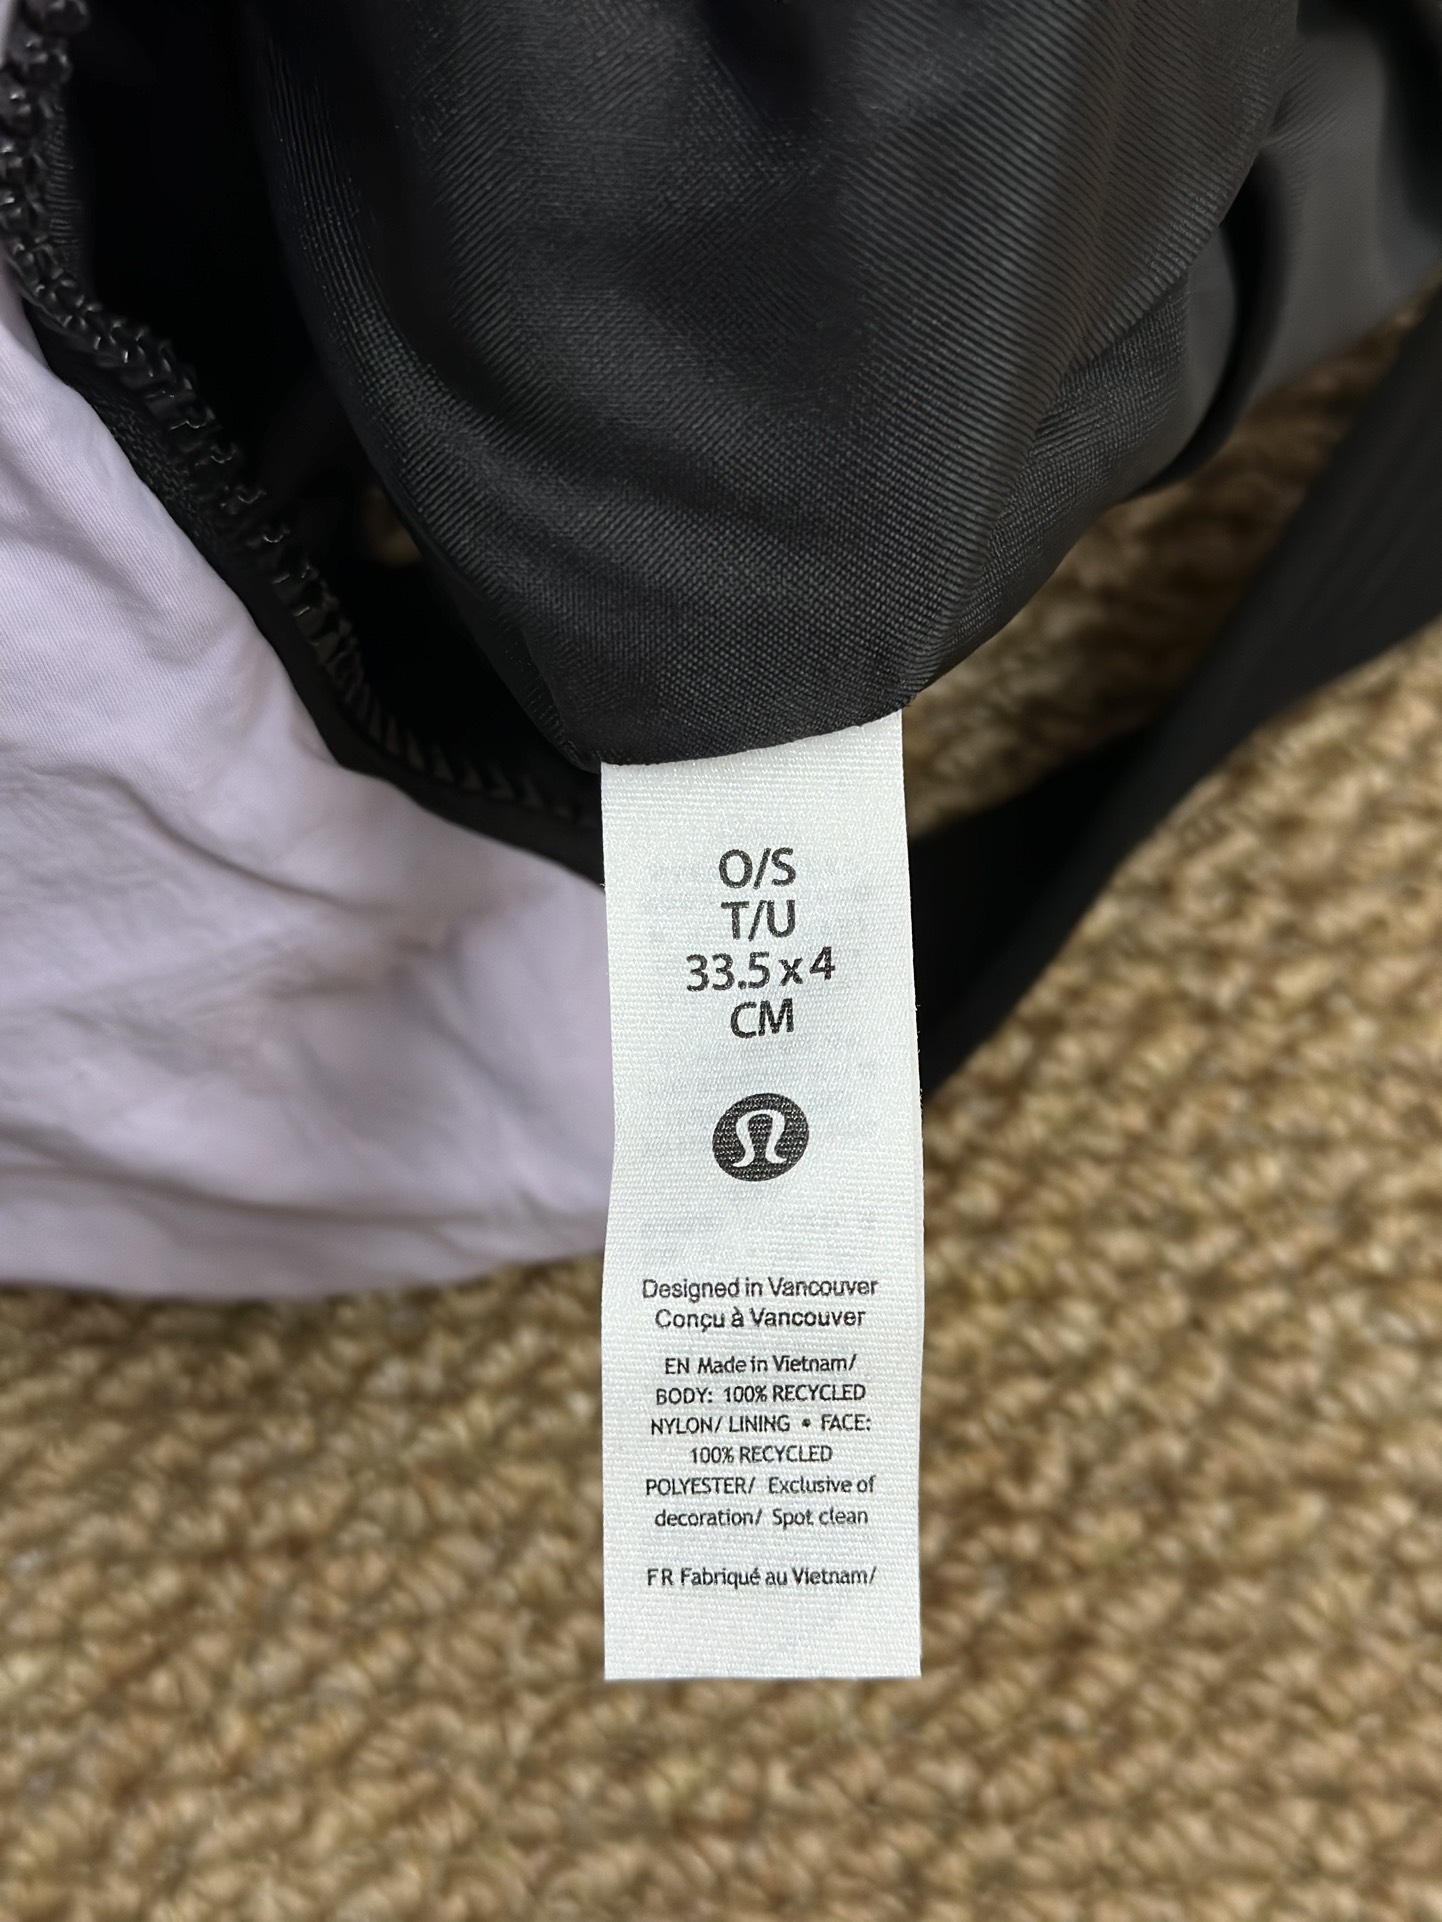 O/S
T/U
33.5 x 4
CM
Designed in Vancouver
Conçu à Vancouver
EN Made in Vietnam/
BODY: 100% RECYCLED
NYLON/ LINING • FACE:
100% RECYCLED
POLYESTER/ Exclusive of
decoration/ Spot clean
FR Fabriqué au Vietnam/